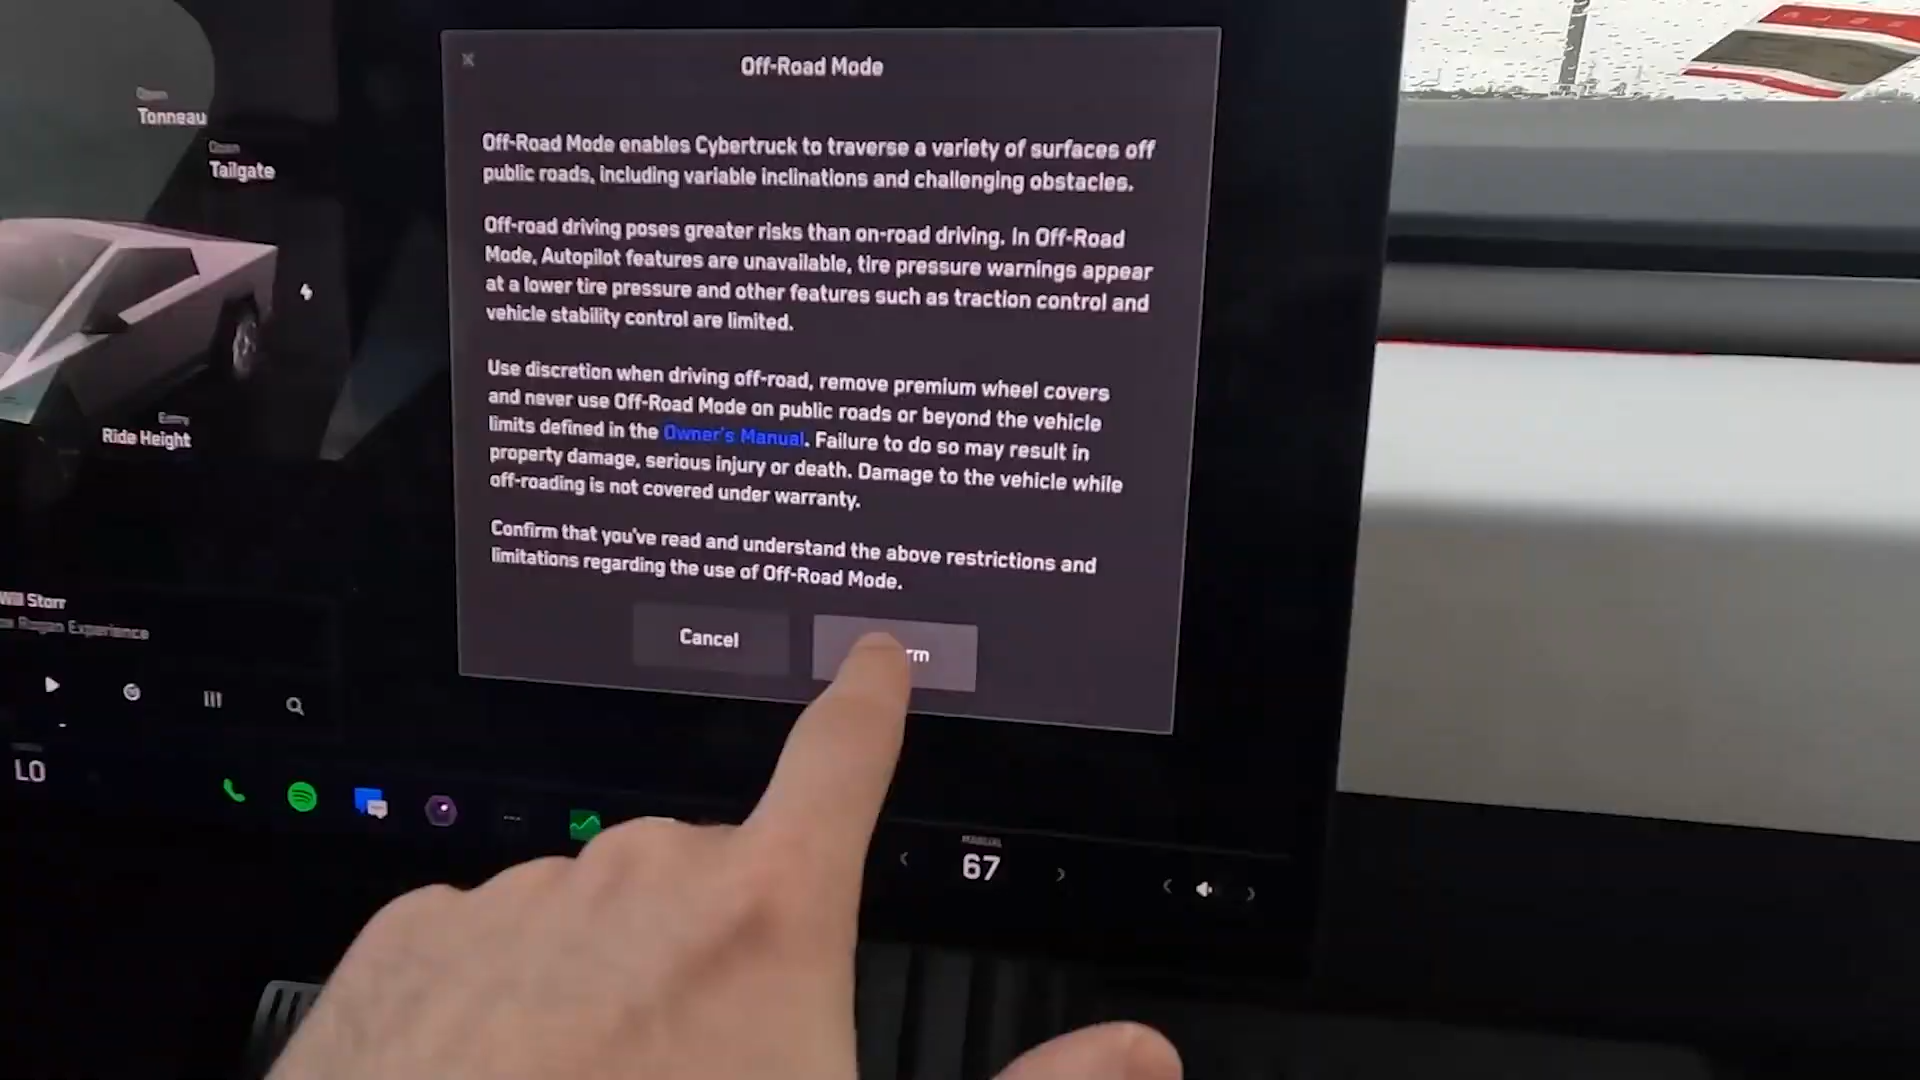 Off-Road Mode
Off-Road Mode enables Cybertruck to traverse a variety of surfaces off
public roads, including variable inclinations and challenging obstacles.
Off-road driving poses greater risks than on-road driving. In Off-Road
Mode, Autopilot features are unavailable, tire pressure warnings appear
at a lower tire pressure and other features such as traction control and
vehicle stability control are limited.
Use discretion when driving off-road, remove premium wheel covers
and never use Off-Road Mode on public roads or beyond the vehicle
limits defined in the Owner's Manual. Failure to do so may result in
property damage, serious injury or death. Damage to the vehicle while
off-roading is not covered under warranty.
Confirm that you've read and understand the above restrictions and
limitations regarding the use of Off-Road Mode.
Cancel
rm
Open
Tonneau
Open
Tailgate
Entry
Ride Height
Will Storr
Rogan Experience
LO
MANUAL
67